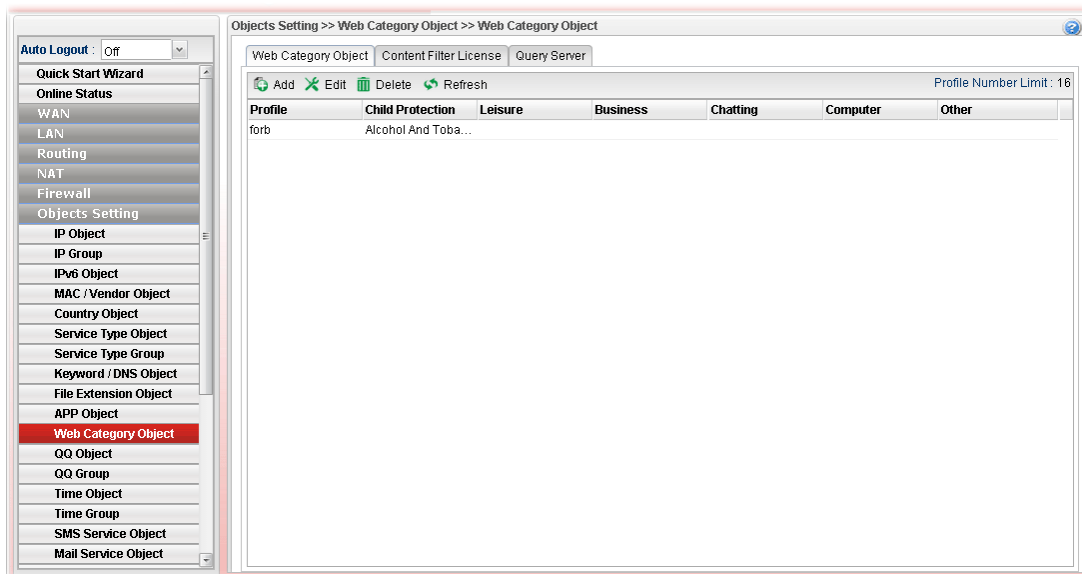 Objects Setting >> Web Category Object >> Web Category Object
Auto Logout : Off
Quick Start Wizard
Online Status
WAN
LAN
Routing
NAT
Firewall
Objects Setting
IP Object
IP Group
IPv6 Object
MAC / Vendor Object
Country Object
Service Type Object
Service Type Group
Keyword / DNS Object
File Extension Object
APP Object
Web Category Object
QQ Object
QQ Group
Time Object
Time Group
SMS Service Object
Mail Service Object
Web Category Object Content Filter License Query Server
Add Edit Delete Refresh Profile Number Limit : 16
Profile Child Protection Leisure Business Chatting Computer Other
forb Alcohol And Toba...